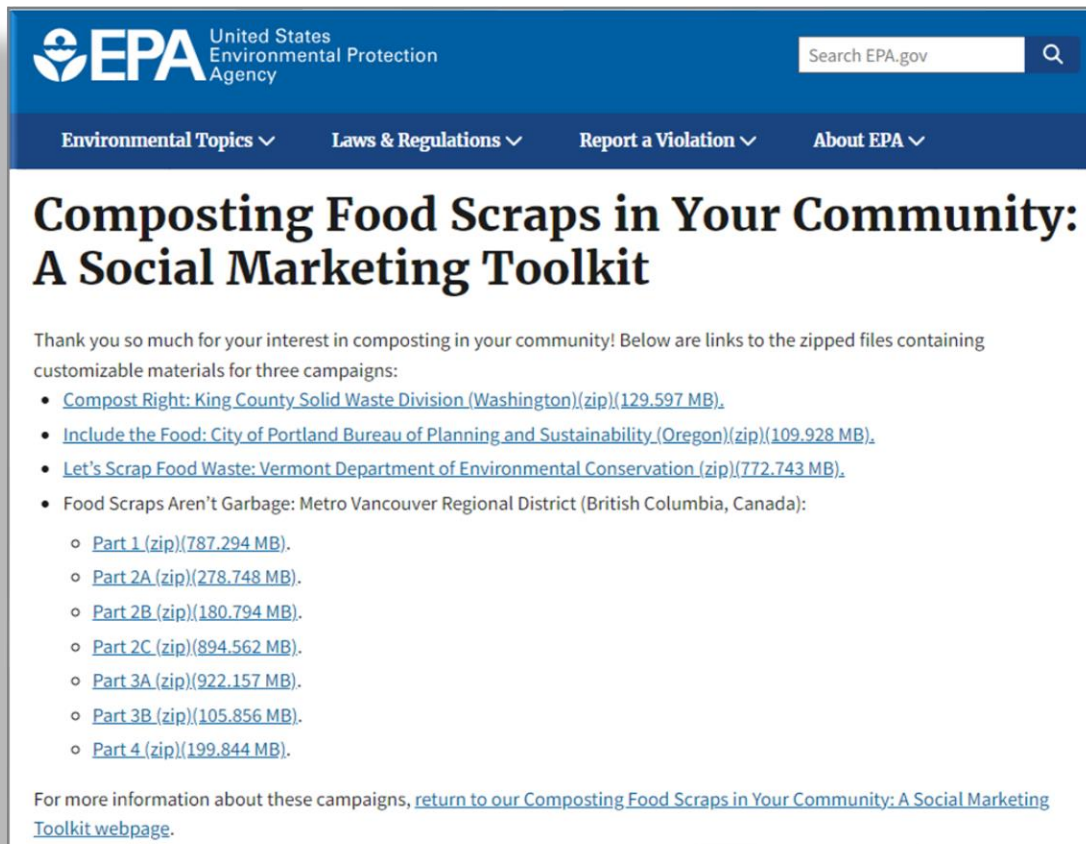 EPA
United States
Environmental Protection
Agency
Search EPA.gov
Environmental Topics
Laws & Regulations
Report a Violation
About EPA
Composting Food Scraps in Your Community:
A Social Marketing Toolkit
Thank you so much for your interest in composting in your community! Below are links to the zipped files containing
customizable materials for three campaigns:
• Compost Right: King County Solid Waste Division (Washington)(zip)(129.597 MB).
• Include the Food: City of Portland Bureau of Planning and Sustainability (Oregon)(zip)(109.928 MB).
• Let’s Scrap Food Waste: Vermont Department of Environmental Conservation (zip)(772.743 MB).
• Food Scraps Aren’t Garbage: Metro Vancouver Regional District (British Columbia, Canada):
○ Part 1 (zip)(787.294 MB).
○ Part 2A (zip)(278.748 MB).
○ Part 2B (zip)(180.794 MB).
○ Part 2C (zip)(894.562 MB).
○ Part 3A (zip)(922.157 MB).
○ Part 3B (zip)(105.856 MB).
○ Part 4 (zip)(199.844 MB).
For more information about these campaigns, return to our Composting Food Scraps in Your Community: A Social Marketing
Toolkit webpage.